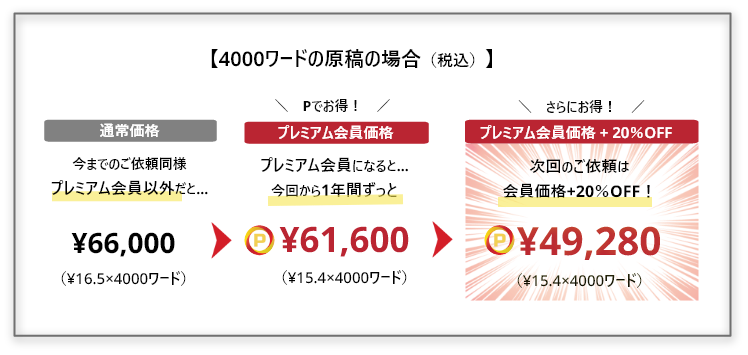 【4000ワードの原稿の場合（税込）】
通常価格
今までのご依頼同様
プレミアム会員以外だと...
¥66,000
（¥16.5×4000ワード）
＼ Pでお得！ ／
プレミアム会員価格
プレミアム会員になると...
今回から1年間ずっと
P ¥61,600
（¥15.4×4000ワード）
＼ さらにお得！ ／
プレミアム会員価格 + 20%OFF
次回のご依頼は
会員価格+20%OFF！
P ¥49,280
（¥15.4×4000ワード）